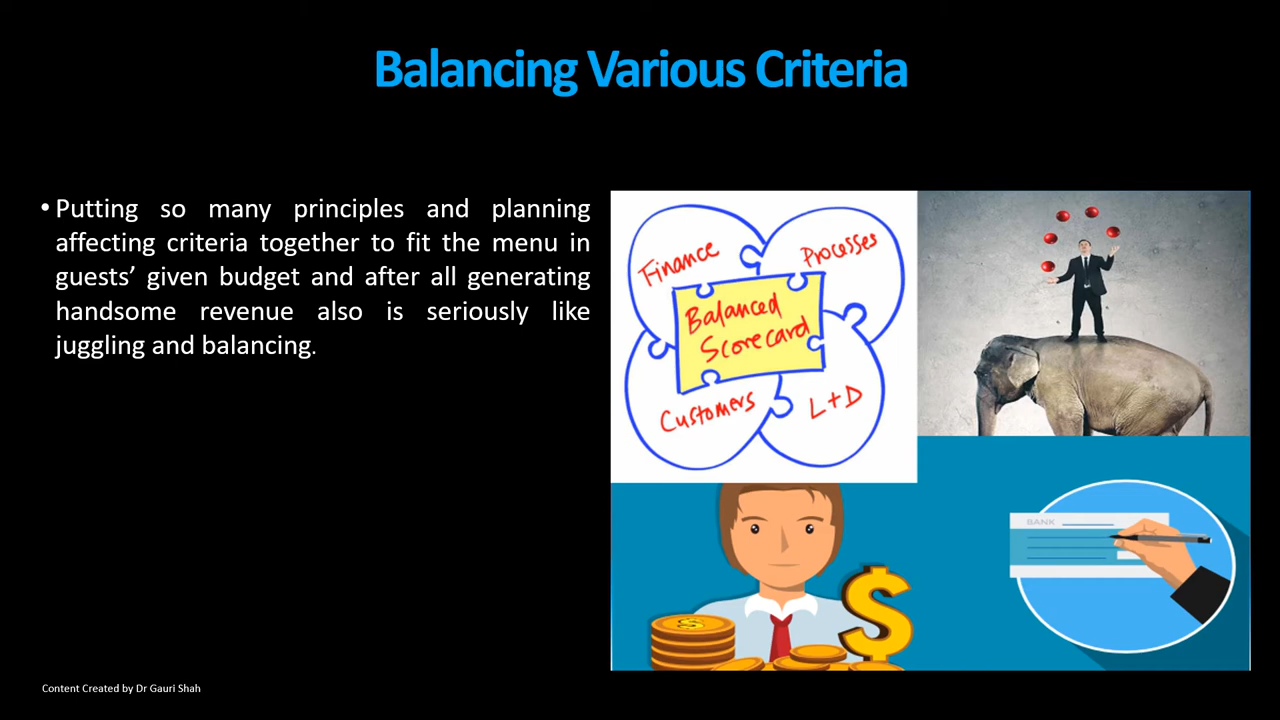 Balancing Various Criteria
• Putting so many principles and planning
affecting criteria together to fit the menu in
guests’ given budget and after all generating
handsome revenue also is seriously like
juggling and balancing.
Finance
Processes
Balanced
Scorecard
Customers
L+D
BANK
$
$
Content Created by Dr Gauri Shah